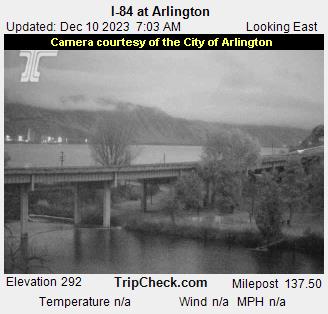 I-84 at Arlington
Updated: Dec 10 2023 7:03 AM Looking East
Camera courtesy of the City of Arlington
Elevation 292 TripCheck.com Milepost 137.50
Temperature n/a Wind n/a MPH n/a